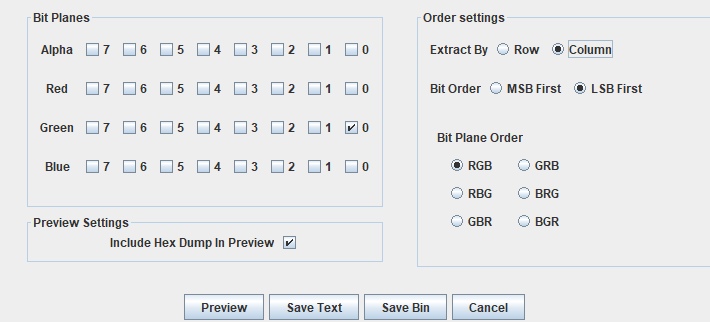 Bit Planes
Alpha 7 6 5 4 3 2 1 0
Red 7 6 5 4 3 2 1 0
Green 7 6 5 4 3 2 1 0
Blue 7 6 5 4 3 2 1 0
Preview Settings
Include Hex Dump In Preview
Order settings
Extract By Row Column
Bit Order MSB First LSB First
Bit Plane Order
RGB GRB
RBG BRG
GBR BGR
Preview Save Text Save Bin Cancel